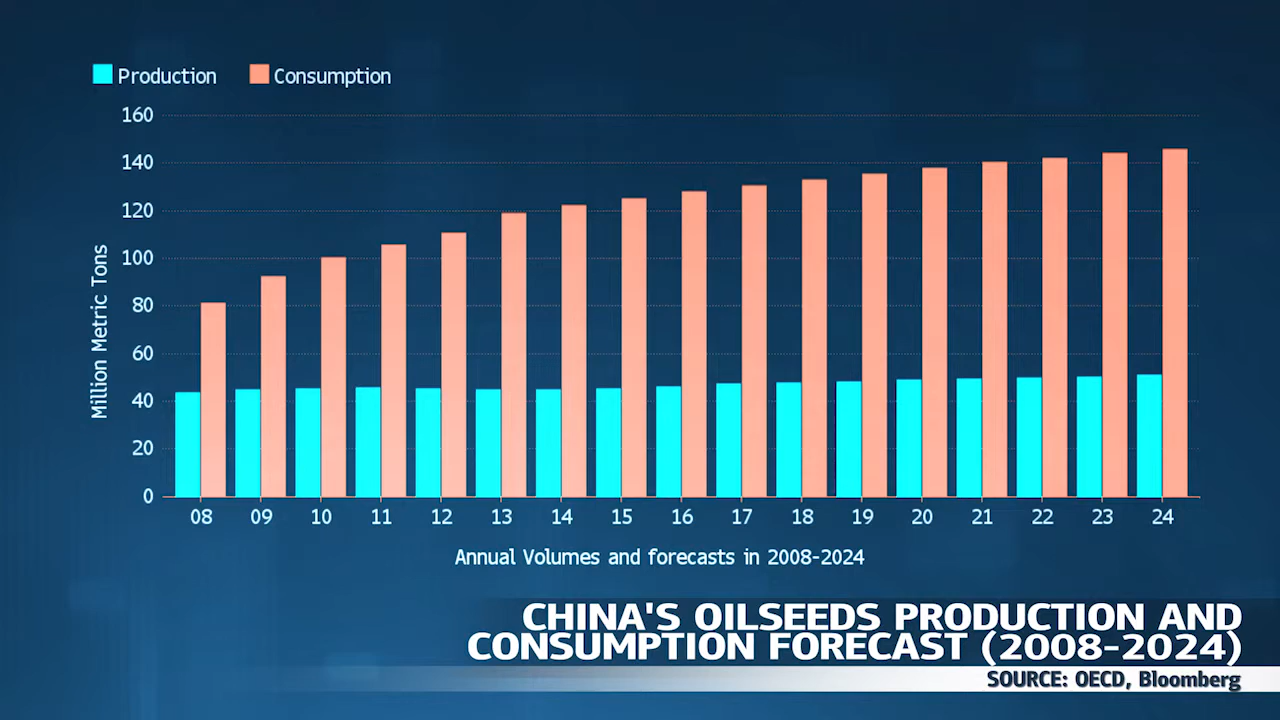 Production Consumption
160
140
120
100
80
60
40
20
0
Million Metric Tons
08 09 10 11 12 13 14 15 16 17 18 19 20 21 22 23 24
Annual Volumes and forecasts in 2008-2024
CHINA'S OILSEEDS PRODUCTION AND
CONSUMPTION FORECAST (2008-2024)
SOURCE: OECD, Bloomberg